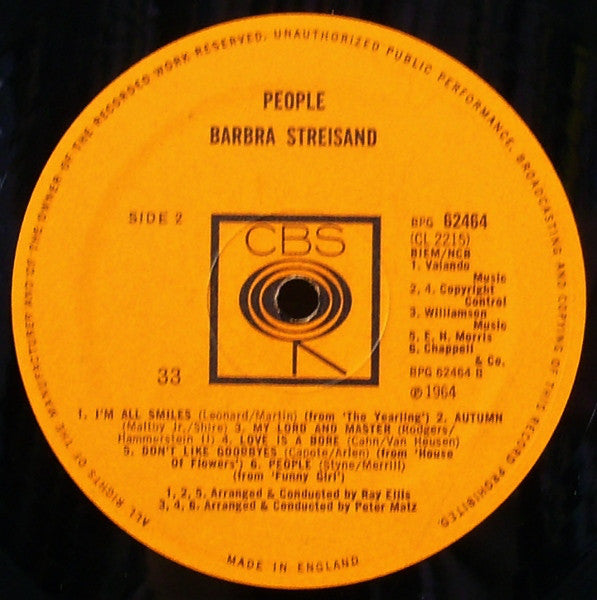 ALL RIGHTS OF THE MANUFACTURER AND OF THE OWNER OF THE RECORDED WORK RESERVED. UNAUTHORIZED PUBLIC PERFORMANCE, BROADCASTING AND COPYING OF THIS RECORD PROHIBITED.
PEOPLE
BARBRA STREISAND
SIDE 2
CBS
33
BPG 62464
(CL 2215)
BIEM/NCB
1. Valando
Music
2, 4. Copyright
Control
3. Williamson
Music
5. E. H. Morris
6. Chappell
& Co.
BPG 62464 B
℗ 1964
1. I'M ALL SMILES (Leonard/Martin) (from 'The Yearling') 2. AUTUMN
(Maltby Jr./Shire) 3. MY LORD AND MASTER (Rodgers/
Hammerstein II) 4. LOVE IS A BORE (Cahn/Van Heusen)
5. DON'T LIKE GOODBYES (Capote/Arlen) (from 'House
Of Flowers') 6. PEOPLE (Styne/Merrill)
(from 'Funny Girl')
1, 2, 5. Arranged & Conducted by Ray Ellis
3, 4, 6. Arranged & Conducted by Peter Matz
MADE IN ENGLAND